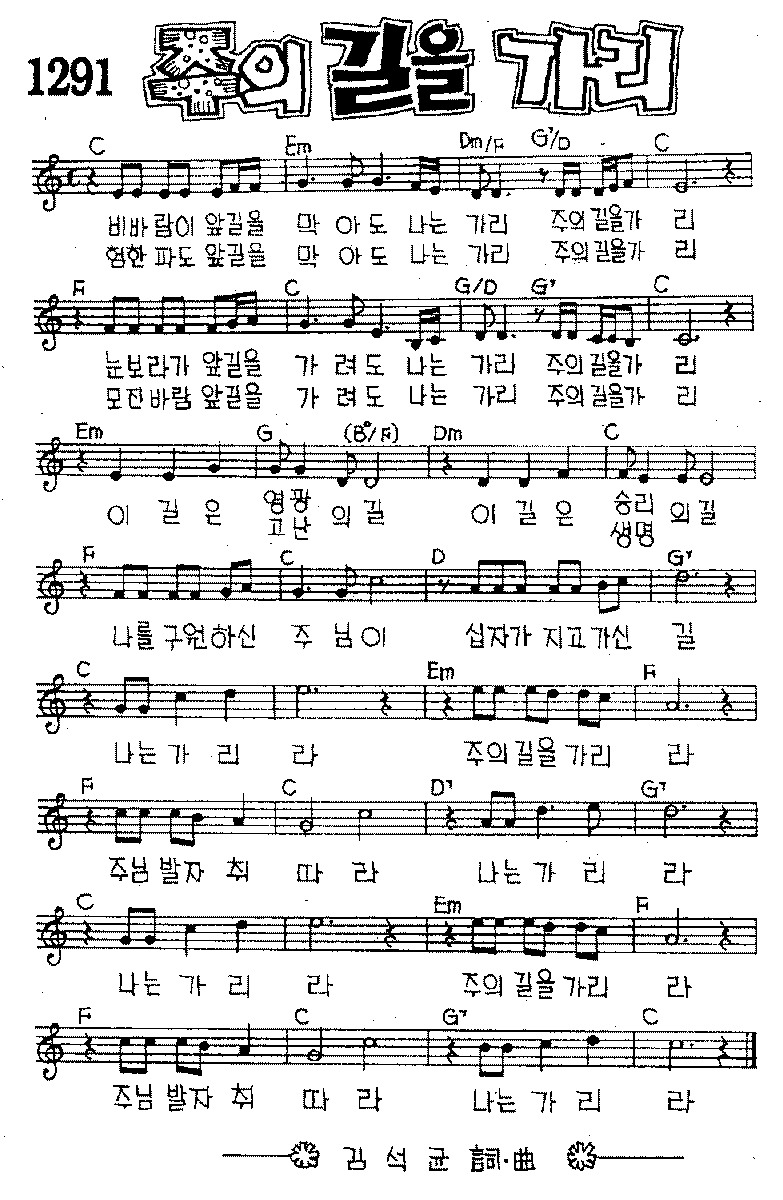 1291 주의 길을 가리
C Em Dm/F G7/D C
비바람이 앞길을 막 아도 나는 가리 주의길을가 리
험한 파도 앞길을 막 아도 나는 가리 주의길을가 리
F C G/D G7 C
눈보라가 앞길을 가 려도 나는 가리 주의길을가 리
모진바람 앞길을 가 려도 나는 가리 주의길을가 리
Em G (B°/F) Dm C
이 길 은 영광 의 길 이 길 은 승리 의 길
고난 생명
F C D G7
나를 구원하신 주 님이 십자가 지고가신 길
C Em F
나는 가 리 라 주의길을 가리 라
F C D7 G7
주님 발자 취 따 라 나는 가 리 라
C Em F
나는 가 리 라 주의 길을 가리 라
F C G7 C
주님 발자 취 따 라 나는 가 리 라
김 석 균 詞·曲